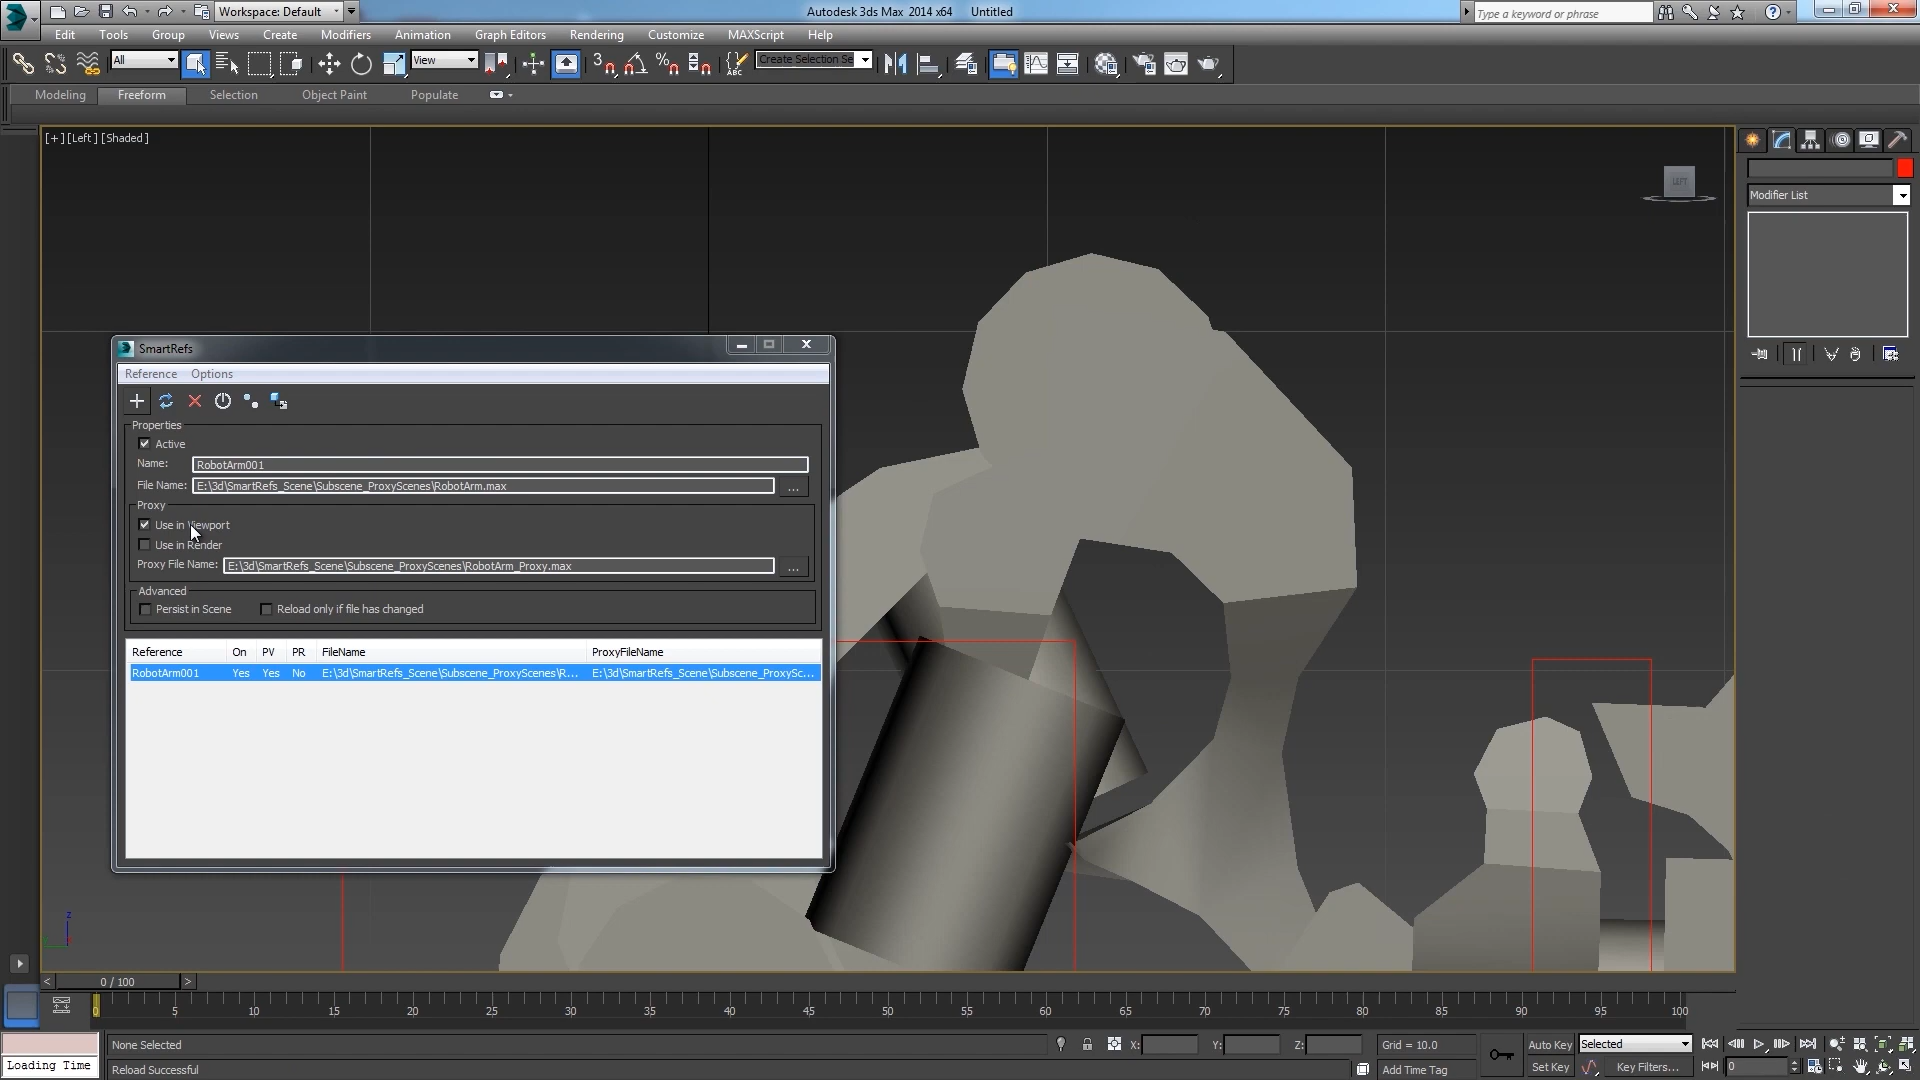 Workspace: Default
Autodesk 3ds Max 2014 x64 Untitled
Type a keyword or phrase
Edit Tools Group Views Create Modifiers Animation Graph Editors Rendering Customize MAXScript Help
All
View
Create Selection Se
ABC
Modeling Freeform Selection Object Paint Populate
[+][Left][Shaded]
LEFT
Modifier List
SmartRefs
Reference Options
Properties
Active
Name: RobotArm001
File Name: E:\3d\SmartRefs_Scene\Subscene_ProxyScenes\RobotArm.max ...
Proxy
Use in Viewport
Use in Render
Proxy File Name: E:\3d\SmartRefs_Scene\Subscene_ProxyScenes\RobotArm_Proxy.max ...
Advanced
Persist in Scene Reload only if file has changed
Reference On PV PR FileName ProxyFileName
RobotArm001 Yes Yes No E:\3d\SmartRefs_Scene\Subscene_ProxyScenes\R... E:\3d\SmartRefs_Scene\Subscene_ProxySc...
z
< 0 / 100 >
0 5 10 15 20 25 30 35 40 45 50 55 60 65 70 75 80 85 90 95 100
None Selected X: Y: Z: Grid = 10.0 Auto Key Selected
Loading Time Reload Successful Add Time Tag Set Key Key Filters... 0